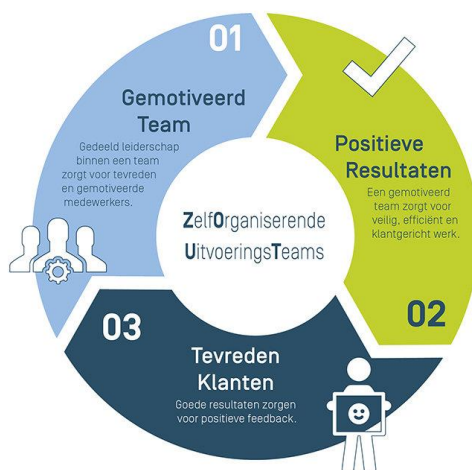 01
Gemotiveerd
Team
Gedeeld leiderschap
binnen een team
zorgt voor tevreden
en gemotiveerde
medewerkers.
Positieve
Resultaten
Een gemotiveerd
team zorgt voor
veilig, efficiënt en
klantgericht werk.
02
ZelfOrganiserende
UitvoeringsTeams
03
Tevreden
Klanten
Goede resultaten zorgen
voor positieve feedback.